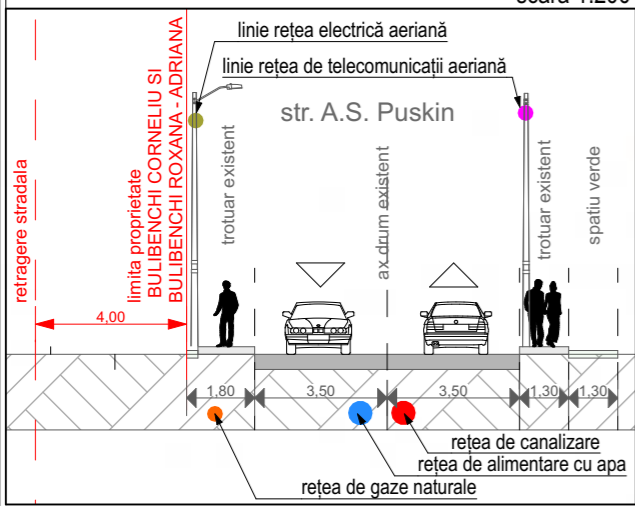 scara 1:200
linie rețea electrică aeriană
linie rețea de telecomunicații aeriană
str. A.S. Puskin
retragere stradala
limita proprietate
BULIBENCHI CORNELIU SI
BULIBENCHI ROXANA - ADRIANA
trotuar existent
ax drum existent
trotuar existent
spatiu verde
4,00
1,80
3,50
3,50
1,30
1,30
rețea de canalizare
rețea de alimentare cu apa
rețea de gaze naturale